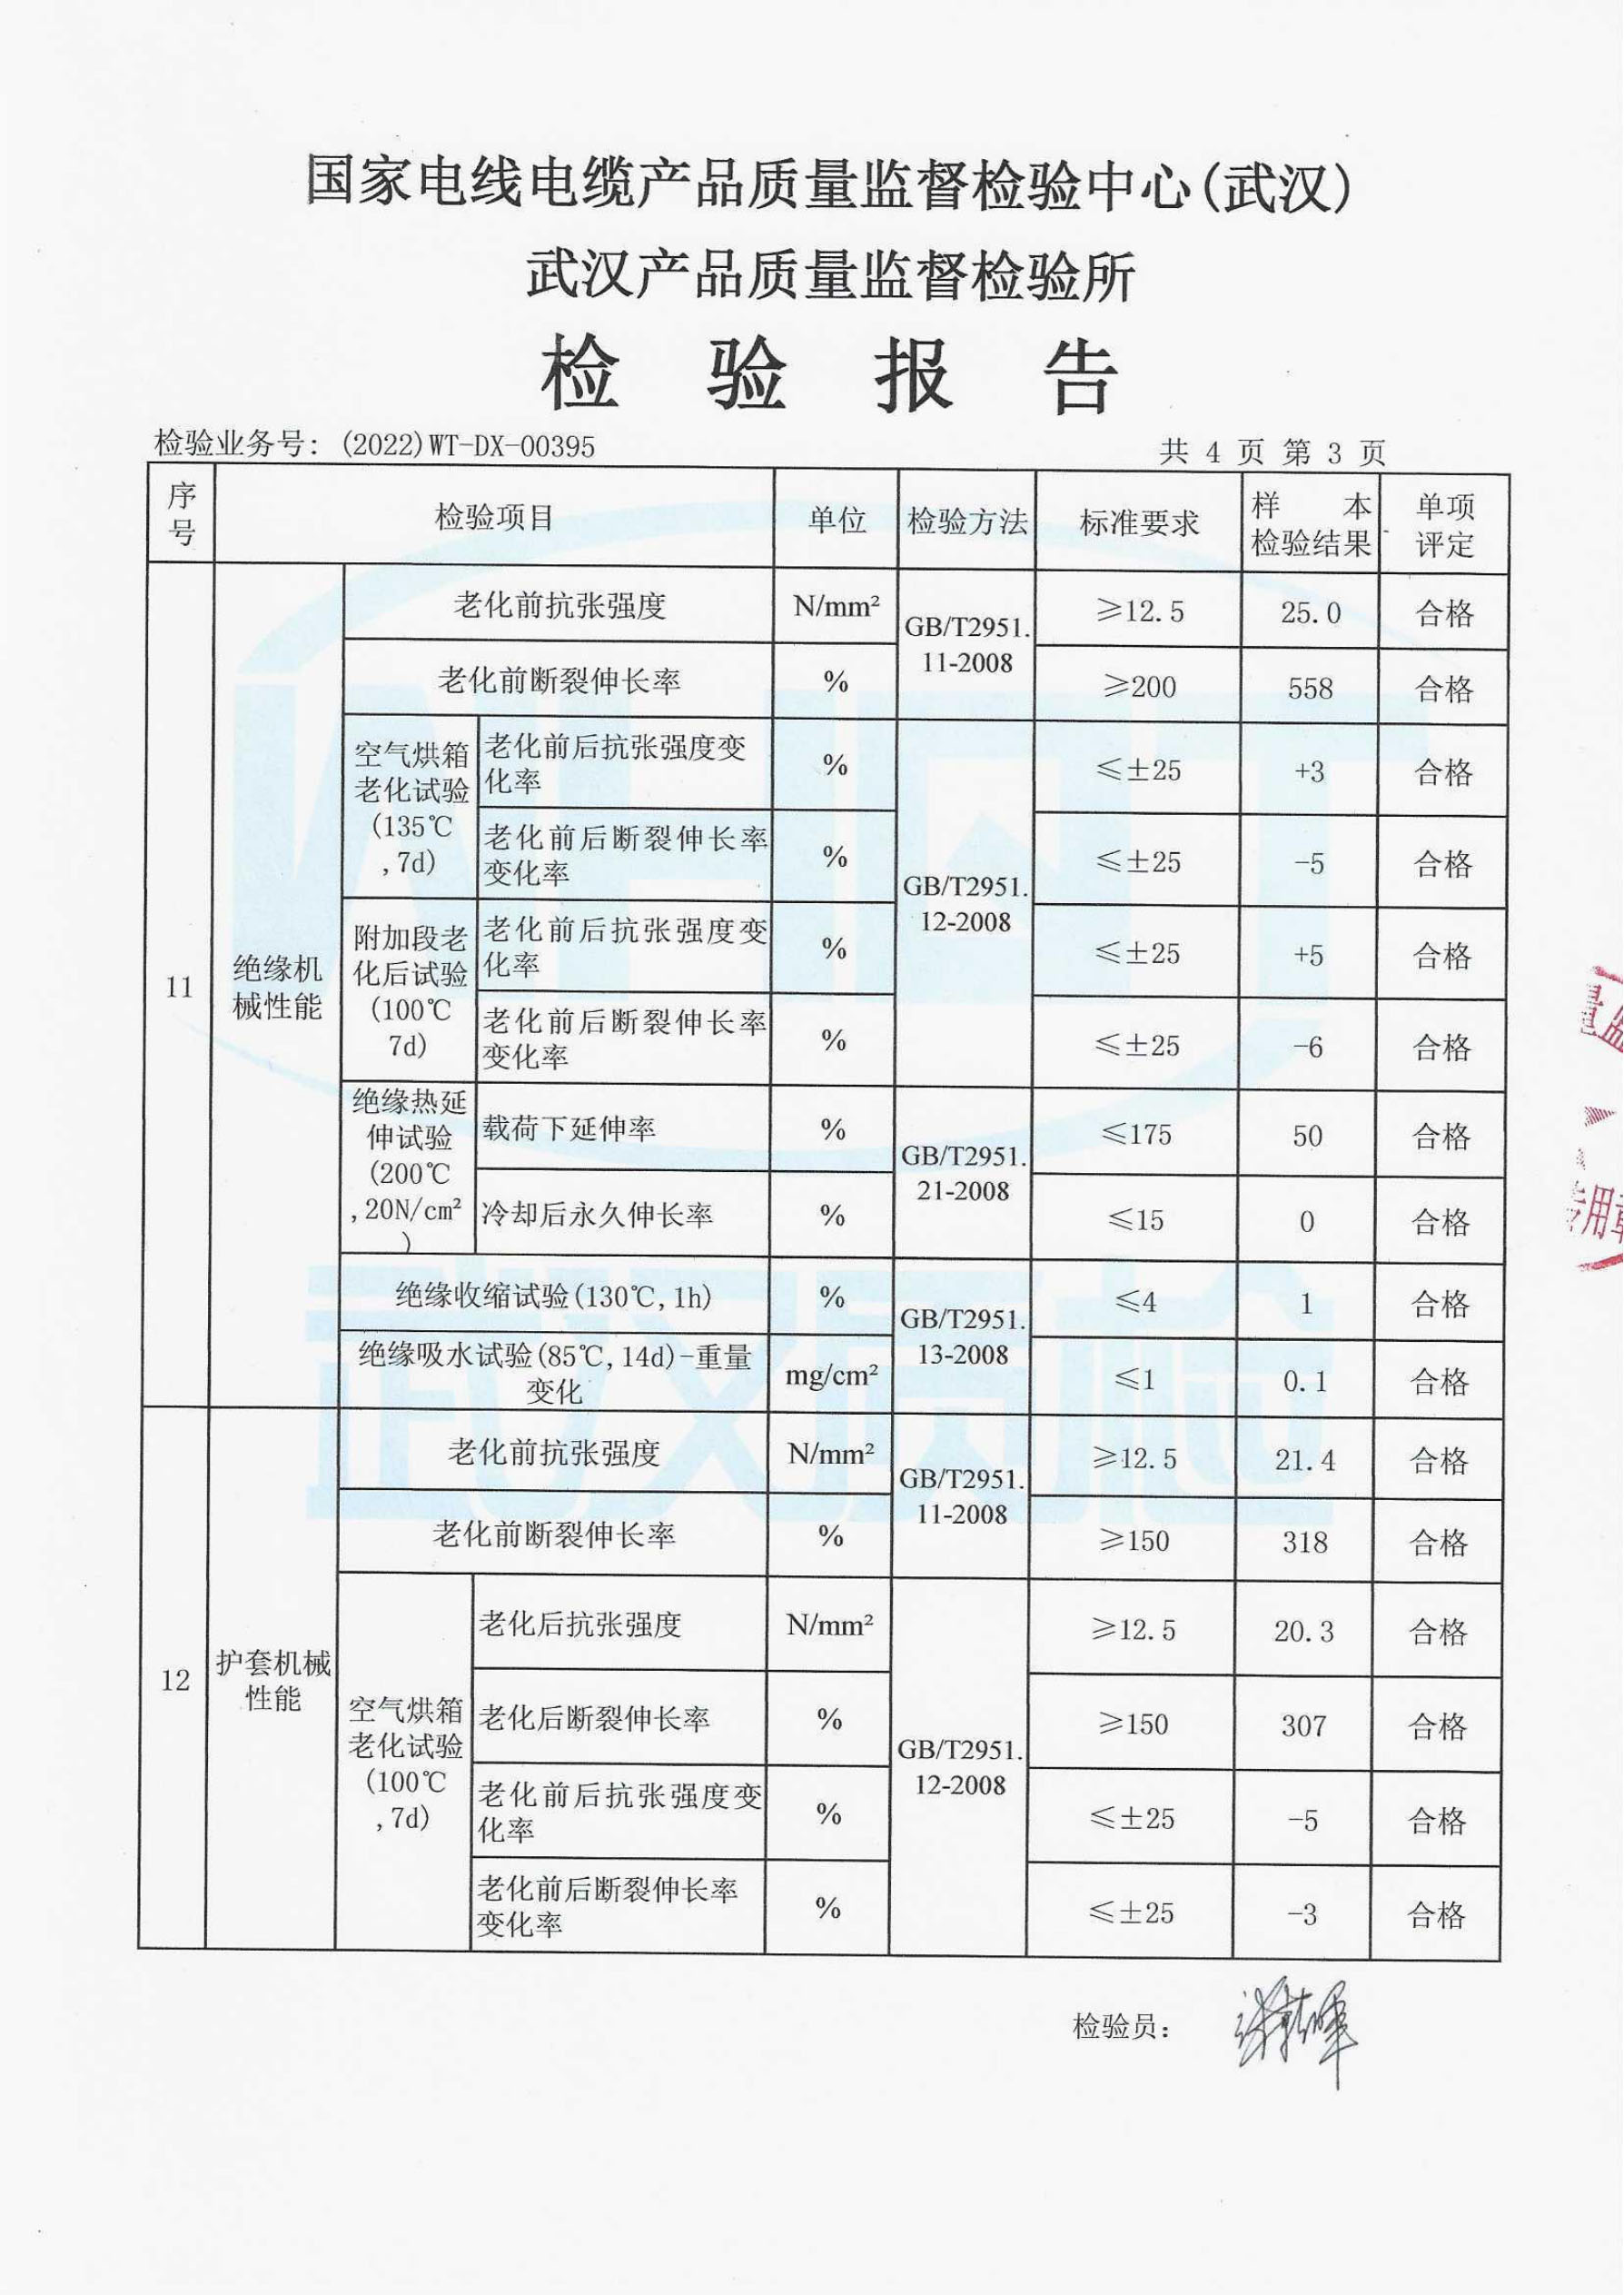 国家电线电缆产品质量监督检验中心(武汉)
武汉产品质量监督检验所
检 验 报 告
检验业务号: (2022)WT-DX-00395
共 4 页 第 3 页
序号 检验项目 单位 检验方法 标准要求 样本检验结果 单项评定
11 绝缘机械性能
老化前抗张强度 N/mm² GB/T2951.11-2008 ≥12.5 25.0 合格
老化前断裂伸长率 % ≥200 558 合格
空气烘箱老化试验(135℃,7d) 老化前后抗张强度变化率 % GB/T2951.12-2008 ≤±25 +3 合格
老化前后断裂伸长率变化率 % ≤±25 -5 合格
附加段老化后试验(100℃ 7d) 老化前后抗张强度变化率 % ≤±25 +5 合格
老化前后断裂伸长率变化率 % ≤±25 -6 合格
绝缘热延伸试验(200℃,20N/cm²) 载荷下延伸率 % GB/T2951.21-2008 ≤175 50 合格
冷却后永久伸长率 % ≤15 0 合格
绝缘收缩试验(130℃,1h) % GB/T2951.13-2008 ≤4 1 合格
绝缘吸水试验(85℃,14d)-重量变化 mg/cm² ≤1 0.1 合格
12 护套机械性能
老化前抗张强度 N/mm² GB/T2951.11-2008 ≥12.5 21.4 合格
老化前断裂伸长率 % ≥150 318 合格
空气烘箱老化试验(100℃,7d) 老化后抗张强度 N/mm² GB/T2951.12-2008 ≥12.5 20.3 合格
老化后断裂伸长率 % ≥150 307 合格
老化前后抗张强度变化率 % ≤±25 -5 合格
老化前后断裂伸长率变化率 % ≤±25 -3 合格
检验员:
量监
专用章